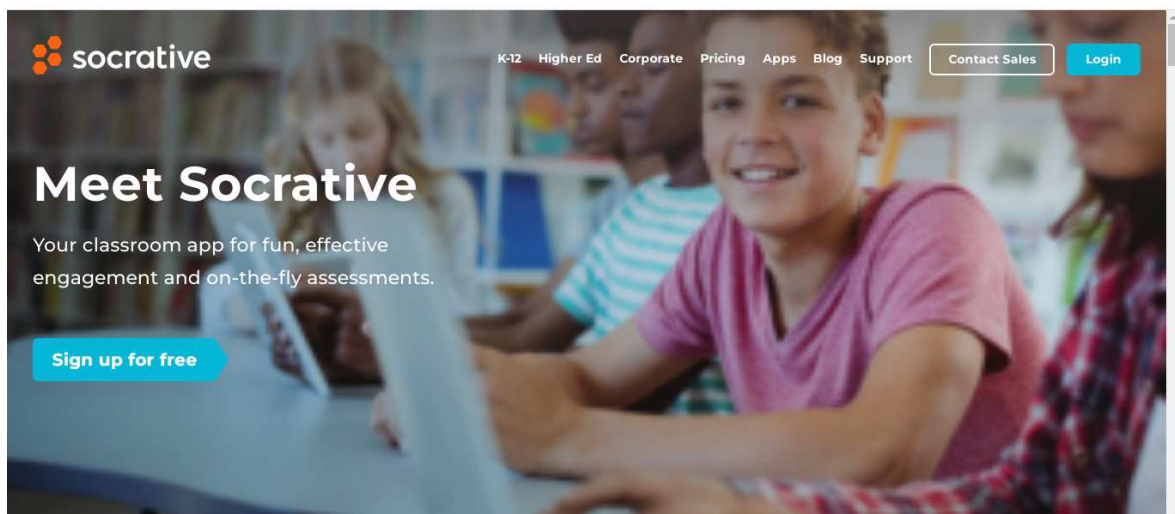 socrative
K-12 Higher Ed Corporate Pricing Apps Blog Support Contact Sales Login
Meet Socrative
Your classroom app for fun, effective
engagement and on-the-fly assessments.
Sign up for free